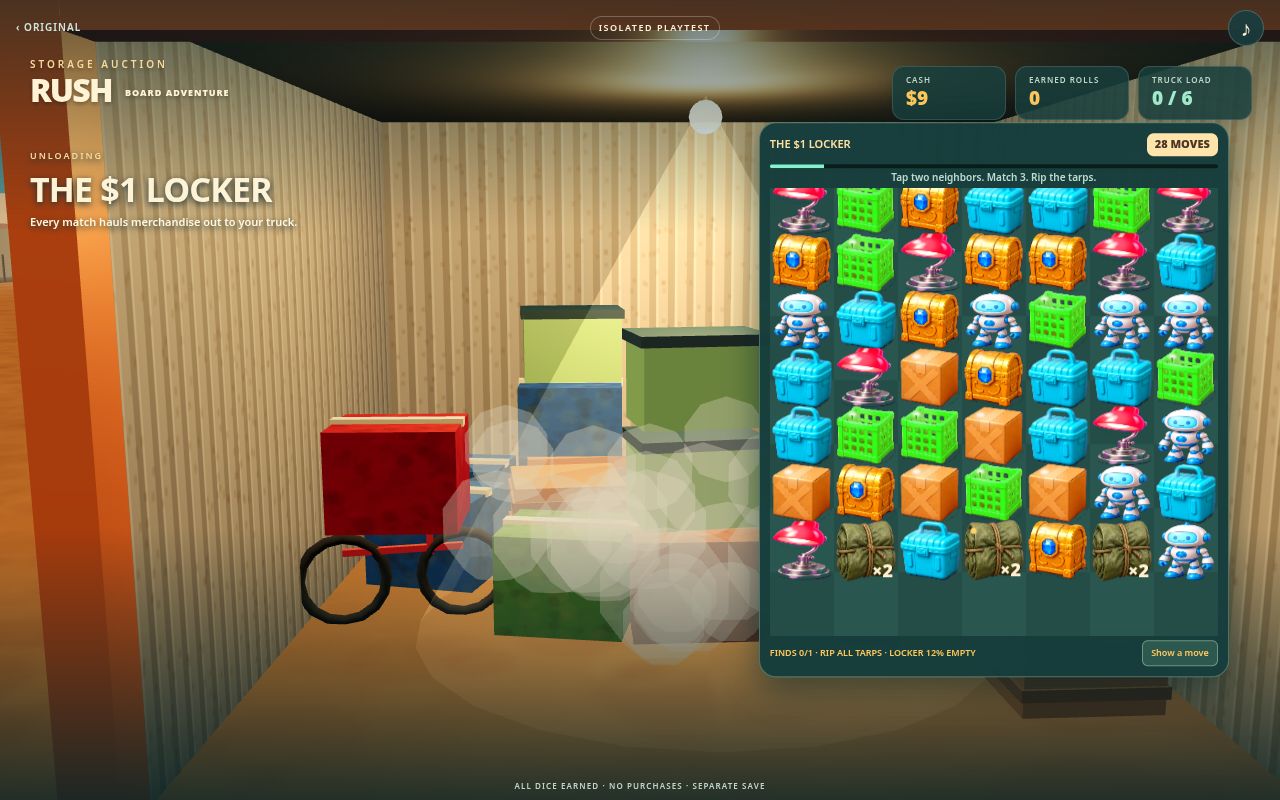 ‹ ORIGINAL
ISOLATED PLAYTEST
♪
STORAGE AUCTION
RUSH BOARD ADVENTURE
CASH
$9
EARNED ROLLS
0
TRUCK LOAD
0 / 6
UNLOADING
THE $1 LOCKER
Every match hauls merchandise out to your truck.
THE $1 LOCKER
28 MOVES
Tap two neighbors. Match 3. Rip the tarps.
×2
×2
×2
FINDS 0/1 · RIP ALL TARPS · LOCKER 12% EMPTY
Show a move
ALL DICE EARNED · NO PURCHASES · SEPARATE SAVE